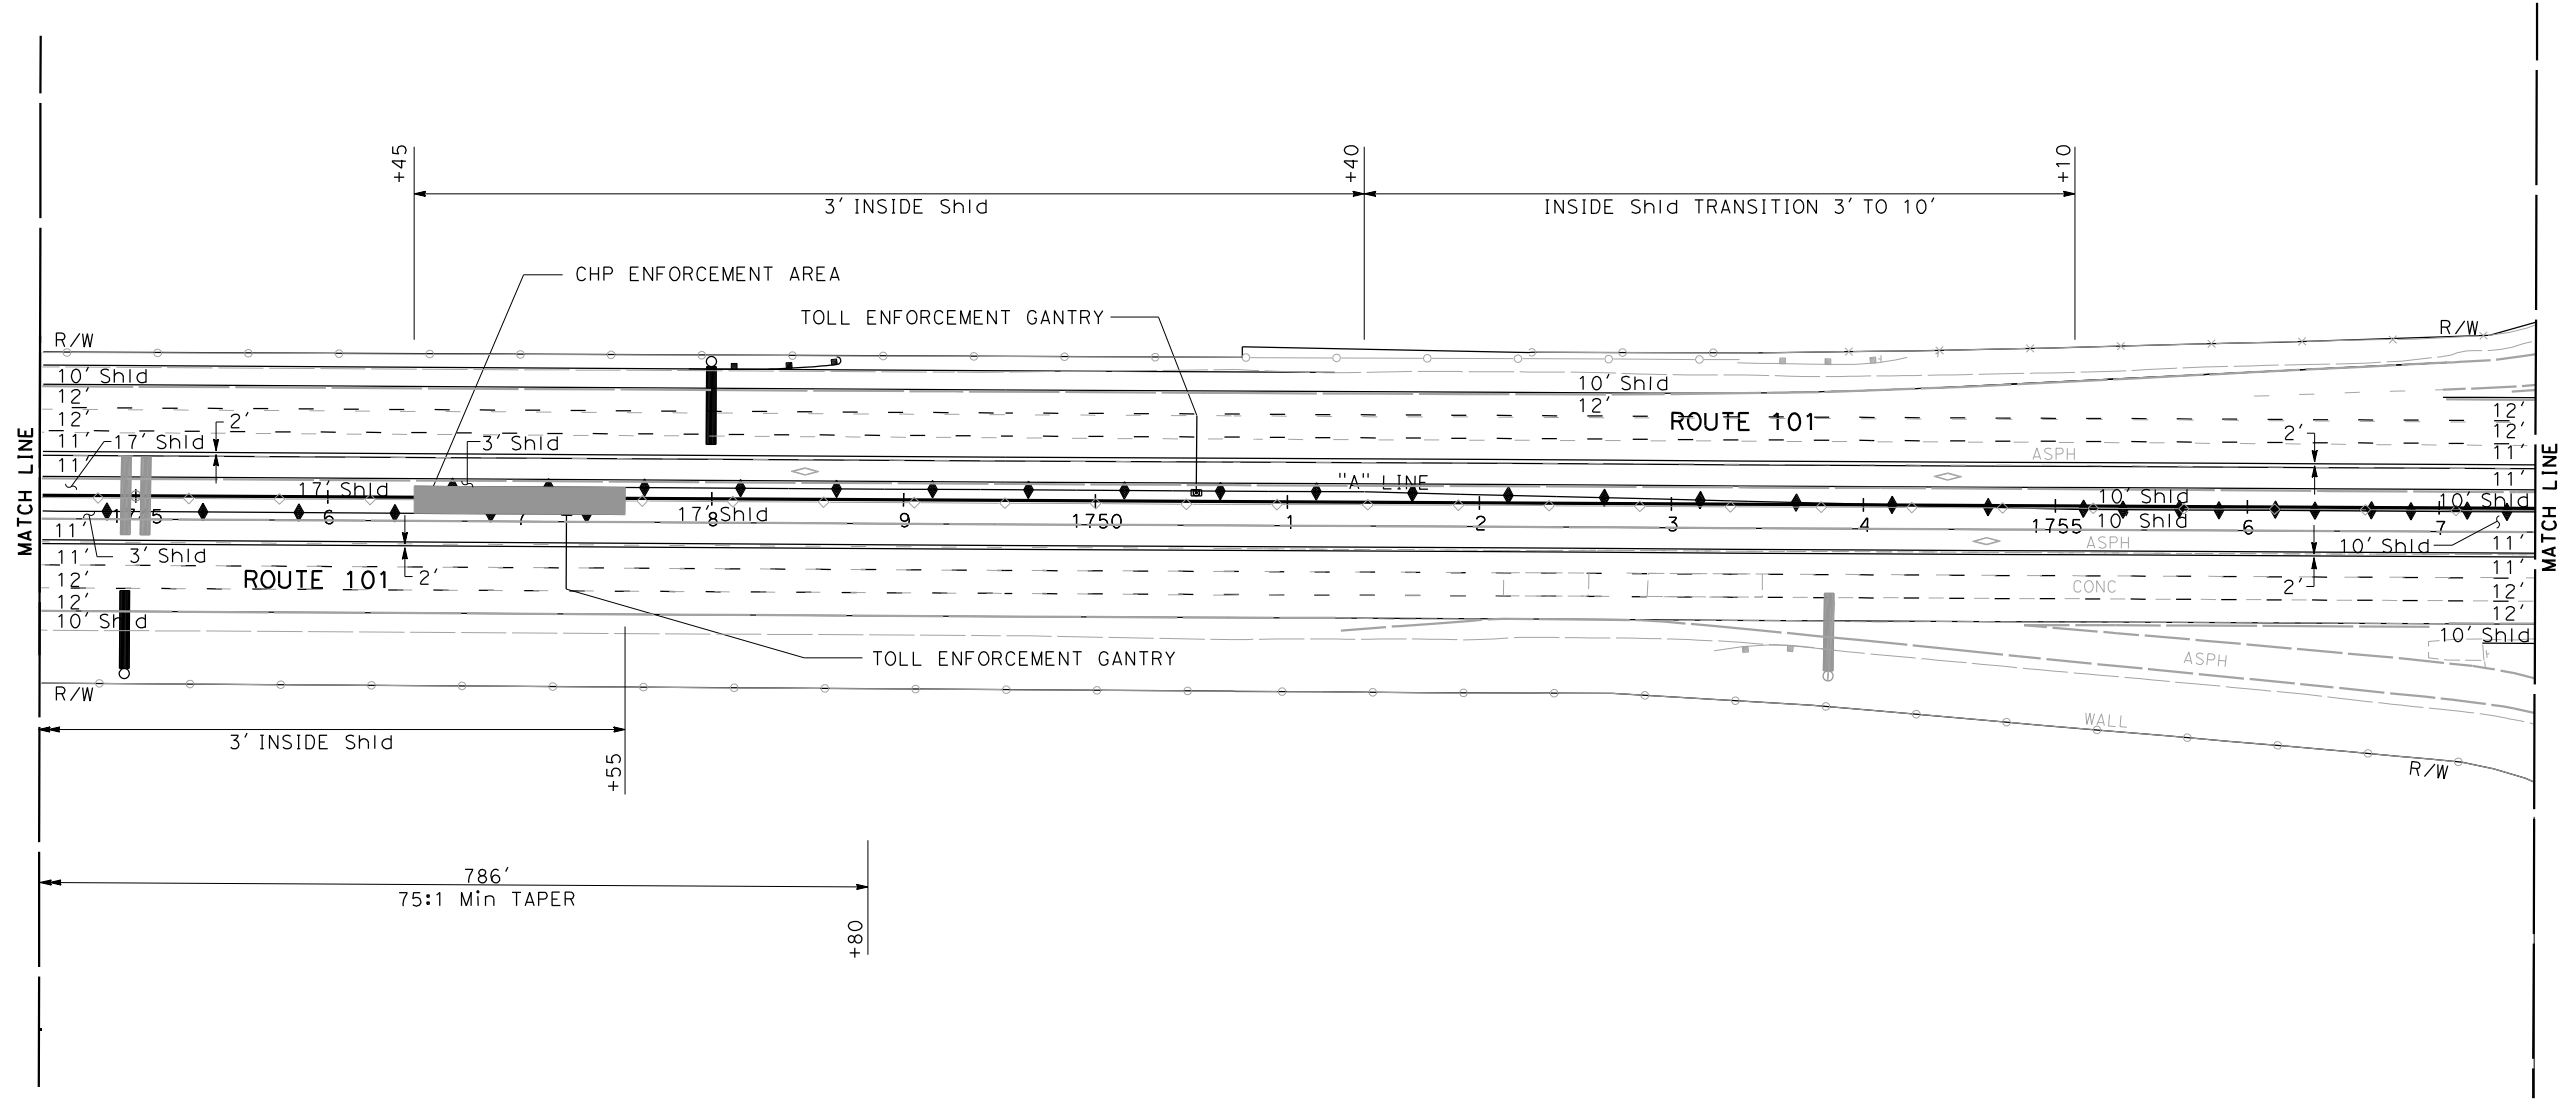 +45
+40
+10
3' INSIDE Shld
INSIDE Shld TRANSITION 3' TO 10'
CHP ENFORCEMENT AREA
TOLL ENFORCEMENT GANTRY
R/W
R/W
10' Shld
10' Shld
12'
12'
12'
12'
2'
ROUTE 101
12'
11'
17' Shld
3' Shld
2'
11'
ASPH
11'
11'
17' Shld
"A" LINE
10' Shld
10' Shld
6
7
17' Shld
8
9
1750
1
2
3
4
1755
10' Shld
6
7
11'
3' Shld
ASPH
10' Shld
11'
11'
11'
12'
ROUTE 101
2'
CONC
2'
12'
12'
12'
10' Shld
10' Shld
TOLL ENFORCEMENT GANTRY
ASPH
R/W
WALL
3' INSIDE Shld
+55
R/W
786'
75:1 Min TAPER
+80
MATCH LINE
MATCH LINE